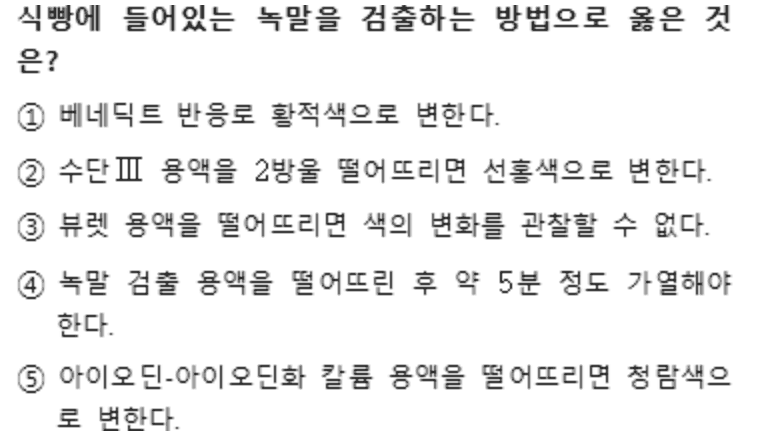 식빵에 들어있는 녹말을 검출하는 방법으로 옳은 것
은?
① 베네딕트 반응로 황적색으로 변한다.
② 수단Ⅲ 용액을 2방울 떨어뜨리면 선홍색으로 변한다.
③ 뷰렛 용액을 떨어뜨리면 색의 변화를 관찰할 수 없다.
④ 녹말 검출 용액을 떨어뜨린 후 약 5분 정도 가열해야
한다.
⑤ 아이오딘-아이오딘화 칼륨 용액을 떨어뜨리면 청람색으
로 변한다.